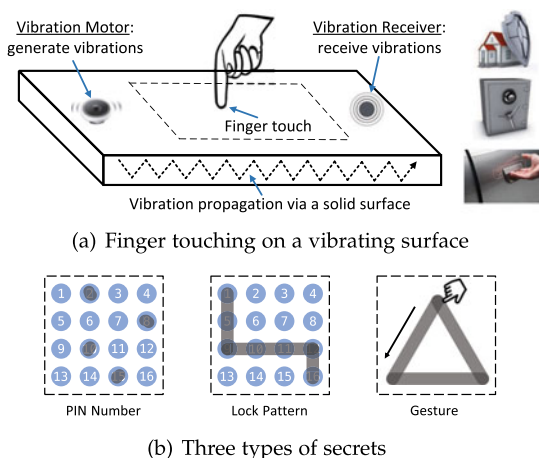 Vibration Motor:
generate vibrations
Vibration Receiver:
receive vibrations
Finger touch
Vibration propagation via a solid surface
(a) Finger touching on a vibrating surface
1 2 3 4 1 2 3 4
5 6 7 8 5 6 7 8
9 10 11 12 9 10 11 12
13 14 15 16 13 14 15 16
PIN Number Lock Pattern Gesture
(b) Three types of secrets